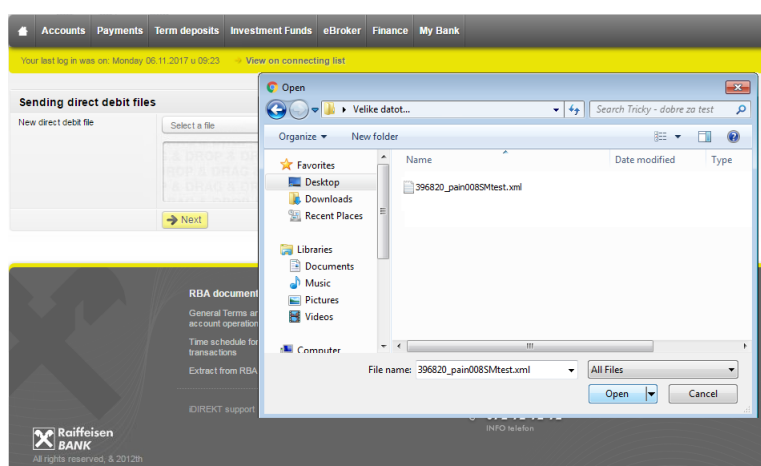 Accounts Payments Term deposits Investment Funds eBroker Finance My Bank
Your last log in was on: Monday 06.11.2017 u 09:23 View on connecting list
Sending direct debit files
New direct debit file
Select a file
Next
Open
Velike datot...
Search Tricky - dobre za test
Organize New folder
Favorites
Desktop
Downloads
Recent Places
Libraries
Documents
Music
Pictures
Videos
Computer
Name Date modified Type
396820_pain008SMtest.xml
File name: 396820_pain008SMtest.xml All Files
Open Cancel
RBA document
General Terms
account operation
Time schedule for
transactions
Extract from RBA
iDIREKT support
INFO telefon
Raiffeisen
BANK
All rights reserved, & 2012th